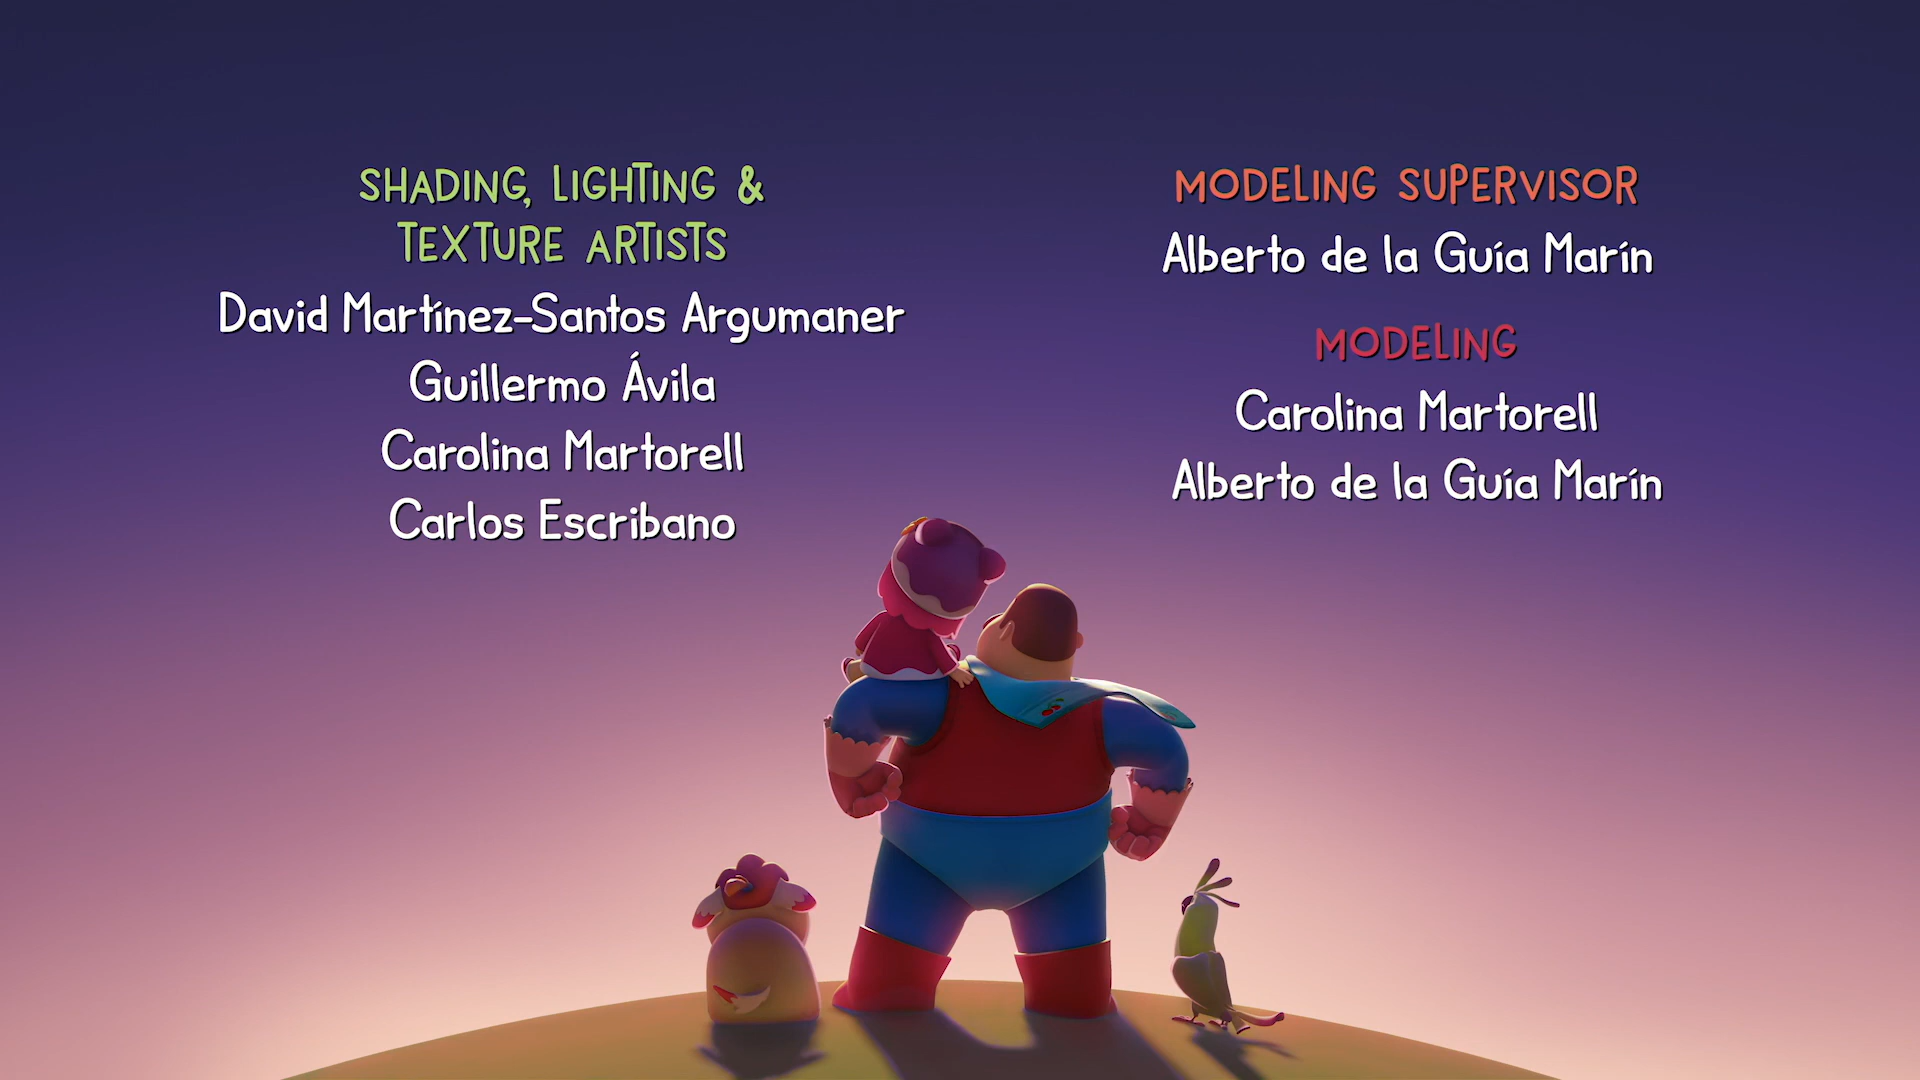 SHADING, LIGHTING &
TEXTURE ARTISTS
David Martínez-Santos Argumaner
Guillermo Ávila
Carolina Martorell
Carlos Escribano
MODELING SUPERVISOR
Alberto de la Guía Marín
MODELING
Carolina Martorell
Alberto de la Guía Marín